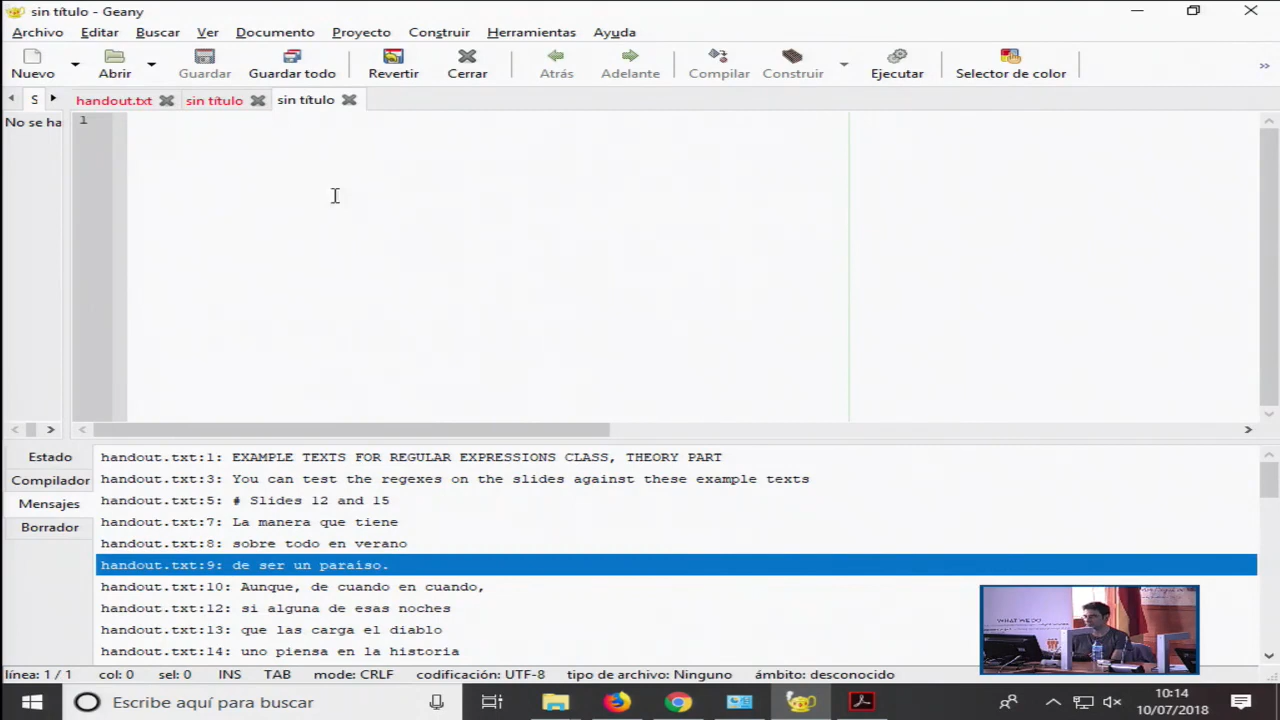 sin título - Geany
Archivo Editar Buscar Ver Documento Proyecto Construir Herramientas Ayuda
Nuevo Abrir Guardar Guardar todo Revertir Cerrar Atrás Adelante Compilar Construir Ejecutar Selector de color
S handout.txt sin título sin título
No se ha
1
Estado
Compilador
Mensajes
Borrador
handout.txt:1: EXAMPLE TEXTS FOR REGULAR EXPRESSIONS CLASS, THEORY PART
handout.txt:3: You can test the regexes on the slides against these example texts
handout.txt:5: # Slides 12 and 15
handout.txt:7: La manera que tiene
handout.txt:8: sobre todo en verano
handout.txt:9: de ser un paraíso.
handout.txt:10: Aunque, de cuando en cuando,
handout.txt:12: si alguna de esas noches
handout.txt:13: que las carga el diablo
handout.txt:14: uno piensa en la historia
WHAT WE DO
línea: 1 / 1 col: 0 sel: 0 INS TAB mode: CRLF codificación: UTF-8 tipo de archivo: Ninguno ámbito: desconocido
Escribe aquí para buscar
10:14
10/07/2018